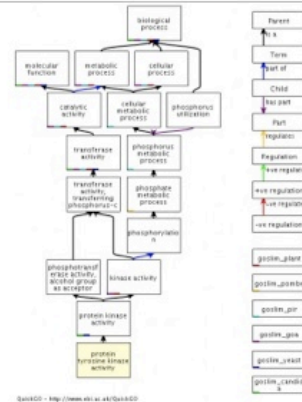 biological
process
molecular
function
metabolic
process
cellular
process
catalytic
activity
cellular
metabolic
process
phosphorus
utilization
transferase
activity
phosphorus
metabolic
process
transferase
activity,
transferring
phosphorus-c
phosphate
metabolic
process
phosphorylatio
n
phosphotransf
erase activity,
alcohol group
as acceptor
kinase activity
protein kinase
activity
protein
tyrosine kinase
activity
QuickGO - http://www.ebi.ac.uk/QuickGO
Parent
is a
Term
part of
Child
has part
Part
regulates
Regulation
+ve regulat
+ve regulation
-ve regulat
-ve regulation
goslim_plant
goslim_pombe
goslim_pir
goslim_goa
goslim_yeast
goslim_candid